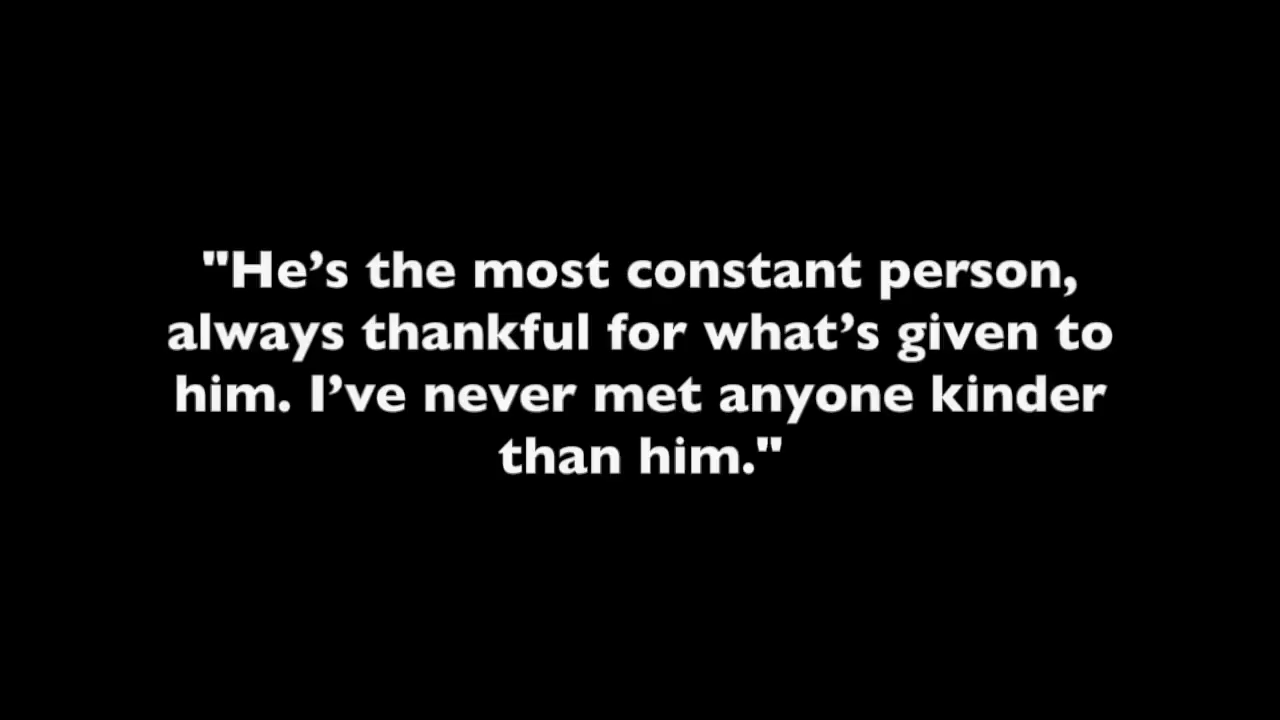 "He’s the most constant person,
always thankful for what’s given to
him. I’ve never met anyone kinder
than him."